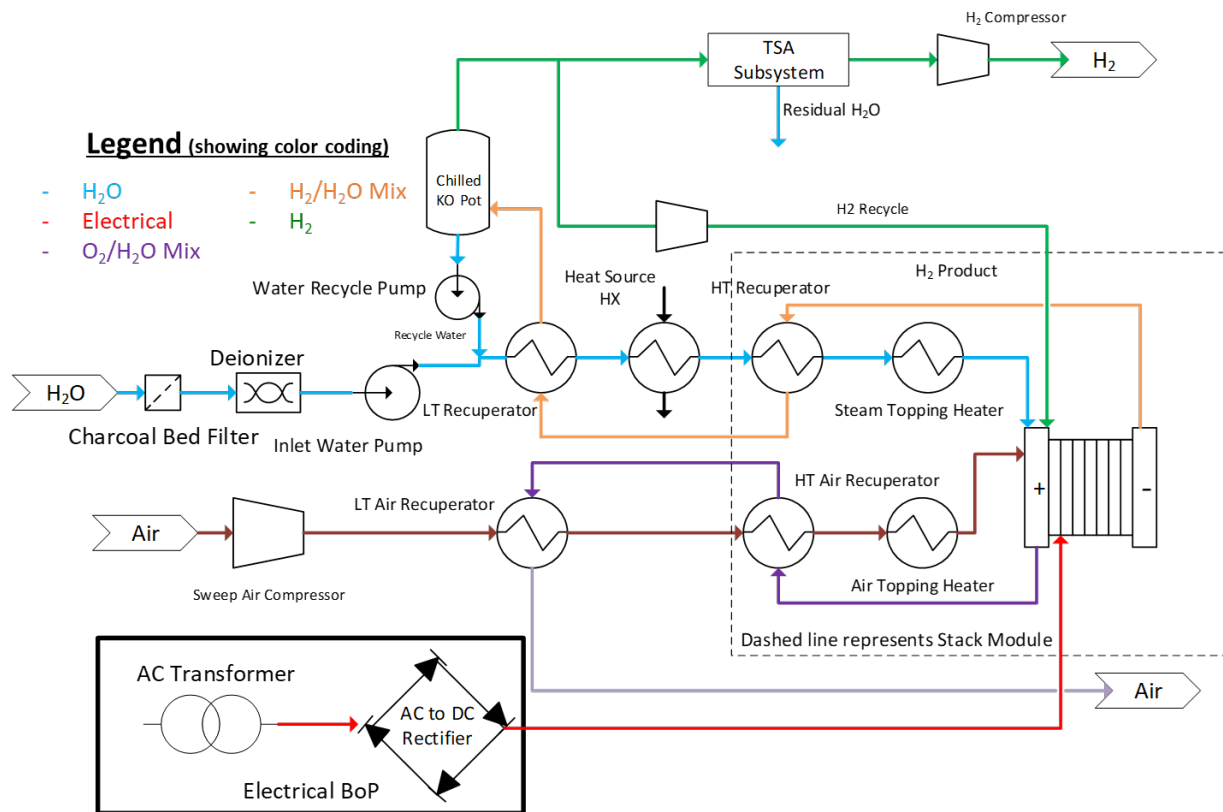 H₂ Compressor
TSA
Subsystem
H₂
Residual H₂O
Legend (showing color coding)
- H₂O
- H₂/H₂O Mix
- Electrical
- H₂
- O₂/H₂O Mix
Chilled
KO Pot
H2 Recycle
Water Recycle Pump
Heat Source
HX
HT Recuperator
H₂ Product
Recycle Water
Deionizer
H₂O
LT Recuperator
Steam Topping Heater
Charcoal Bed Filter
Inlet Water Pump
LT Air Recuperator
HT Air Recuperator
+
-
Air
Sweep Air Compressor
Air Topping Heater
Dashed line represents Stack Module
AC Transformer
Air
AC to DC
Rectifier
Electrical BoP